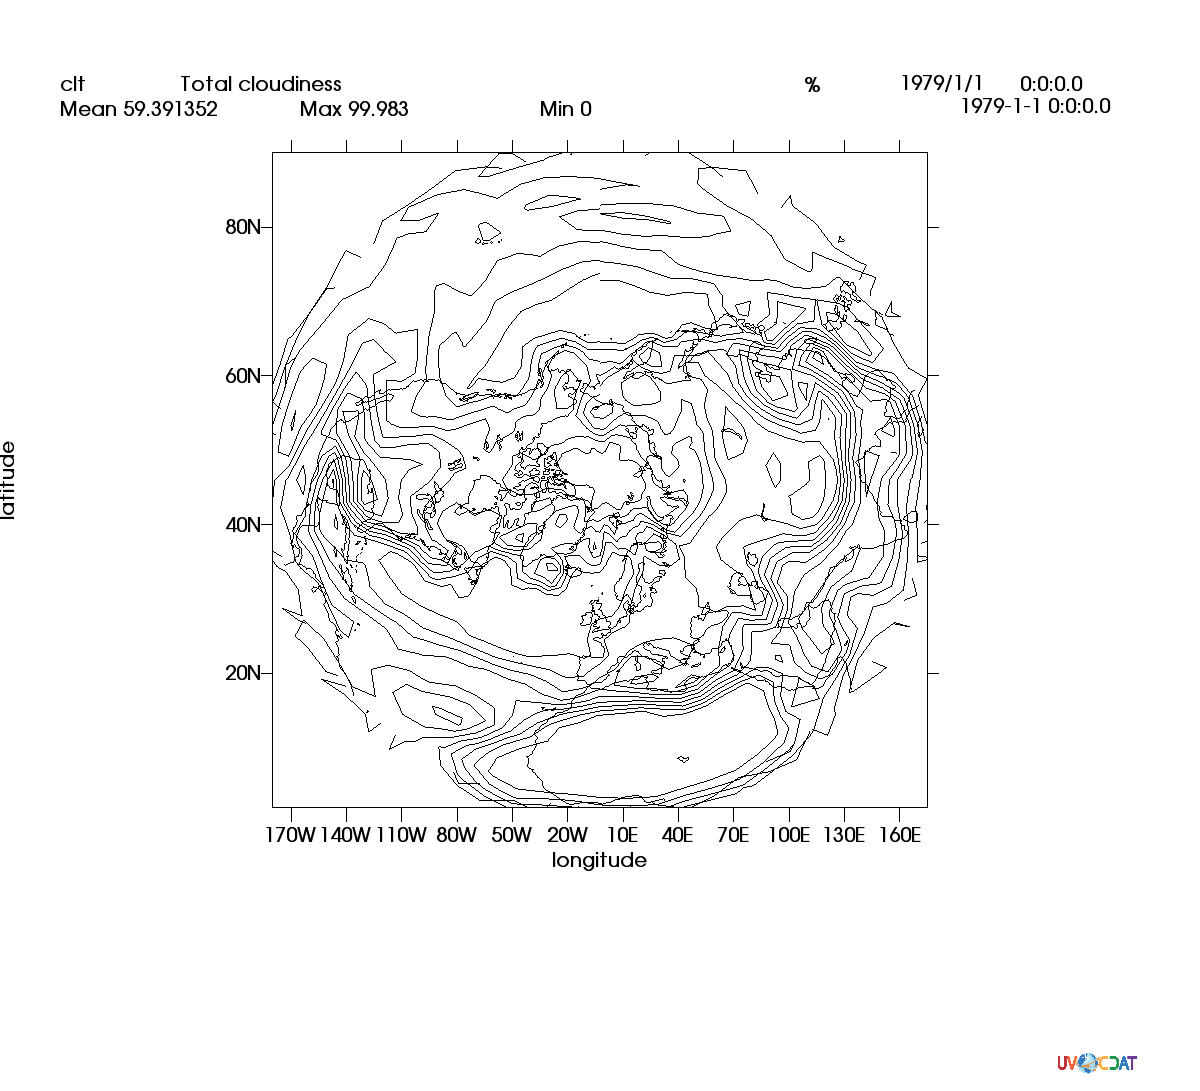 clt Total cloudiness % 1979/1/1 0:0:0.0
Mean 59.391352 Max 99.983 Min 0 1979-1-1 0:0:0.0
80N
60N
latitude
40N
20N
170W 140W 110W 80W 50W 20W 10E 40E 70E 100E 130E 160E
longitude
UV CDAT